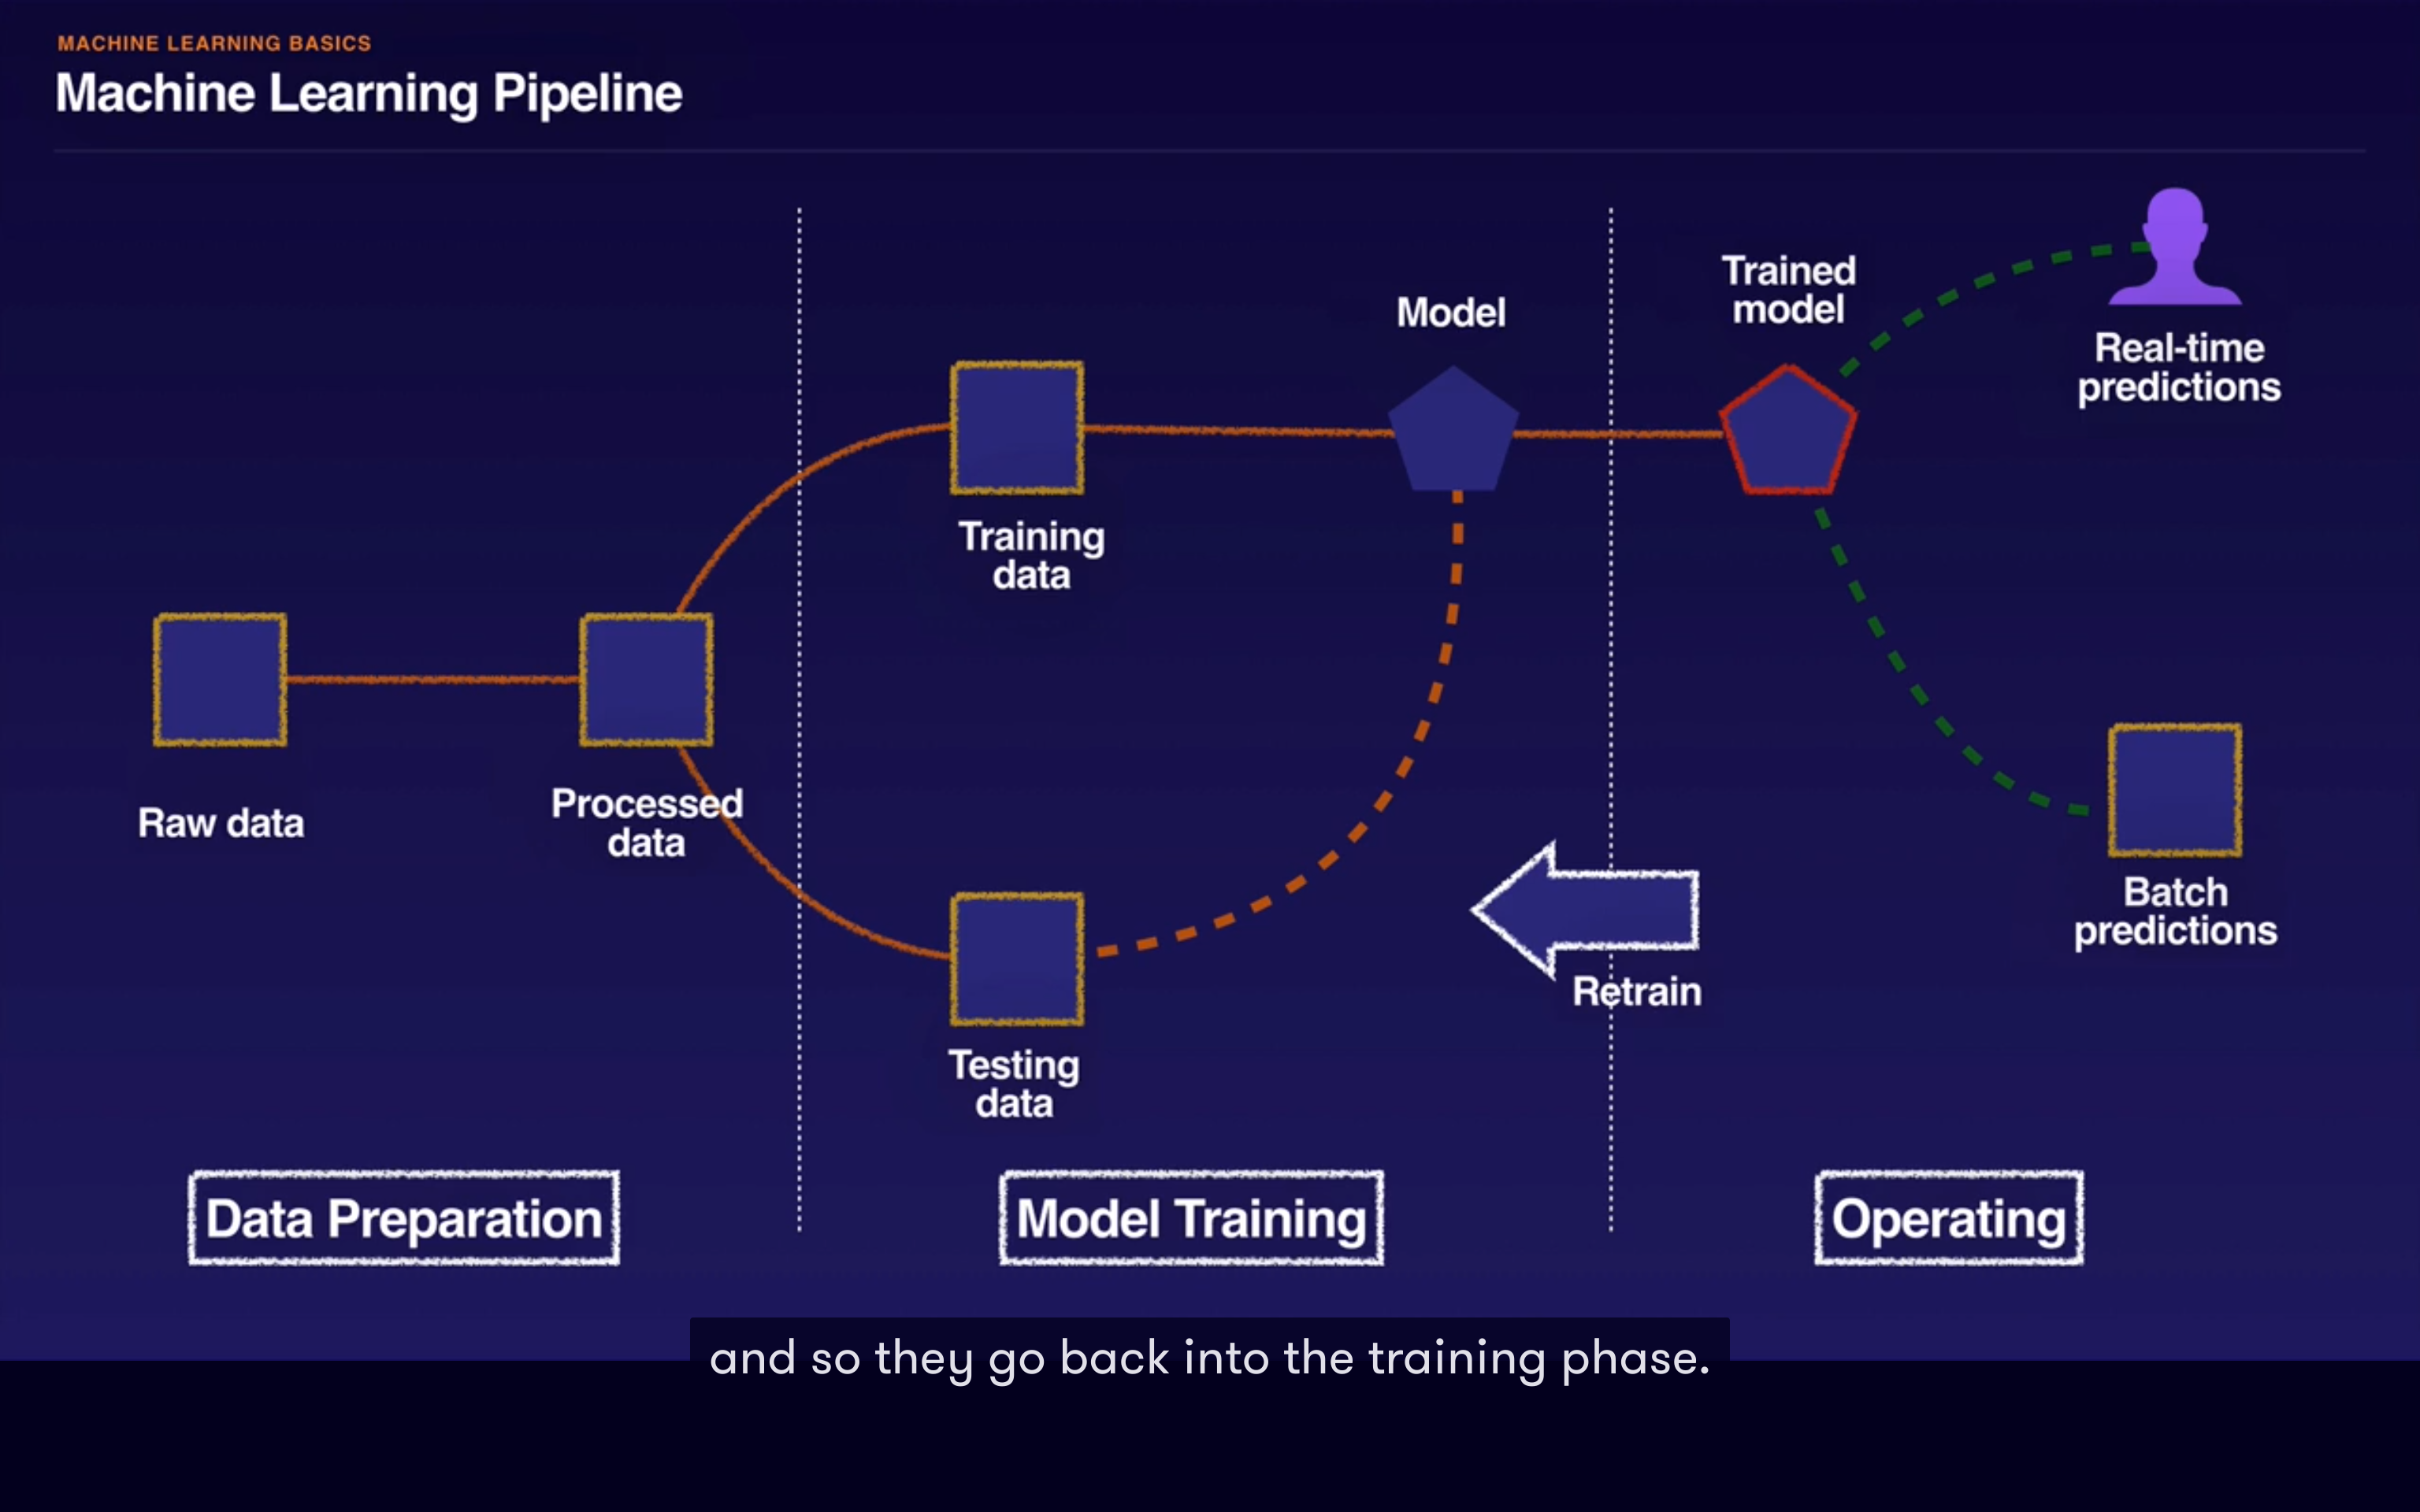 MACHINE LEARNING BASICS
Machine Learning Pipeline
Raw data
Processed
data
Training
data
Testing
data
Model
Retrain
Trained
model
Real-time
predictions
Batch
predictions
Data Preparation
Model Training
Operating
and so they go back into the training phase.